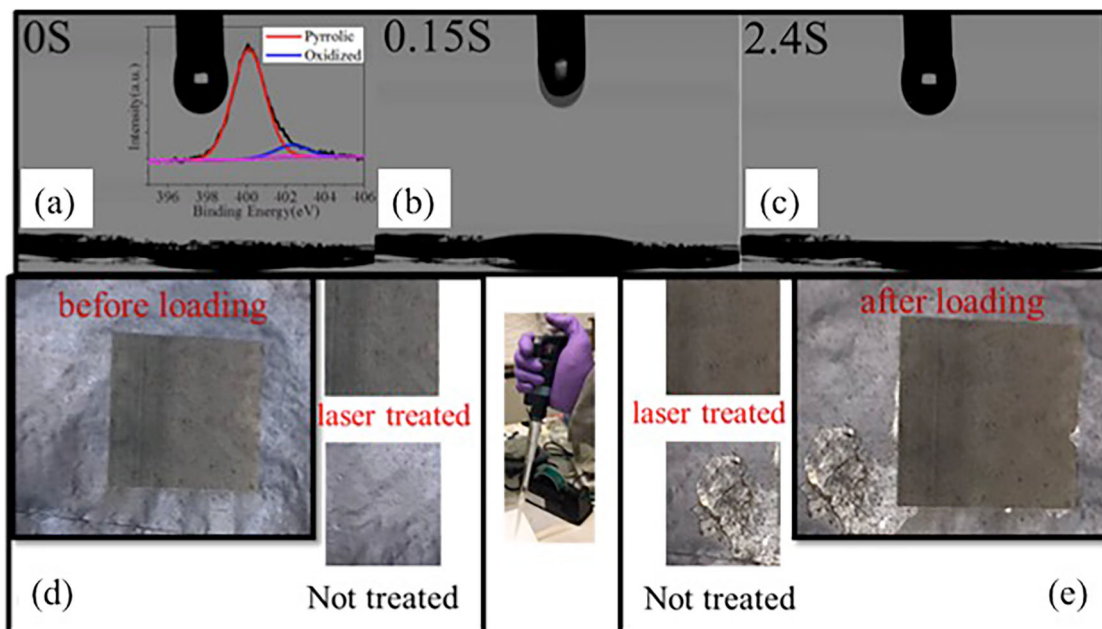 0S
Pyrrolic
Oxidized
Intensity(a.u.)
396 398 400 402 404 406
Binding Energy(eV)
(a)
0.15S
(b)
2.4S
(c)
before loading
laser treated
Not treated
(d)
laser treated
Not treated
after loading
(e)